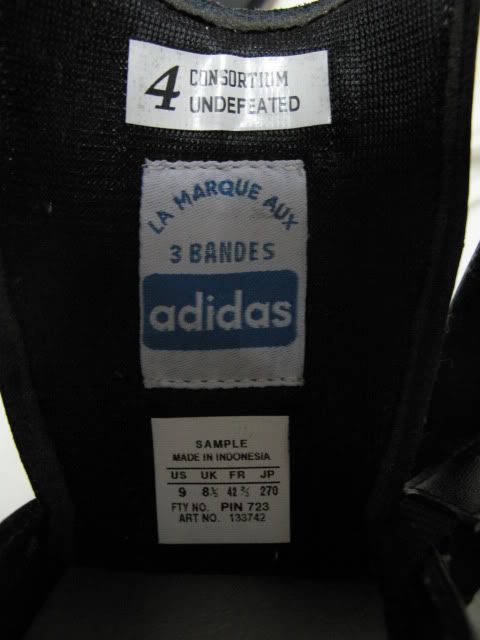 4 CONSORTIUM
UNDEFEATED
LA MARQUE AUX
3 BANDES
adidas
SAMPLE
MADE IN INDONESIA
US UK FR JP
9 8½ 42⅔ 270
FTY NO. PIN 723
ART NO. 133742